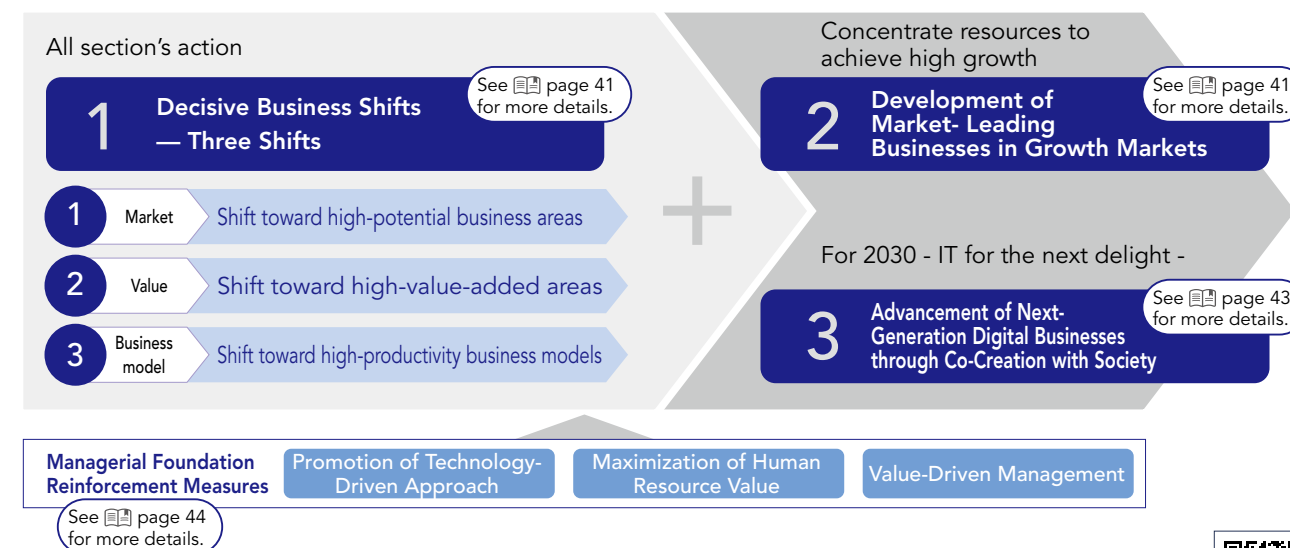 All section’s action
1
Decisive Business Shifts
— Three Shifts
See page 41
for more details.
1
Market
Shift toward high-potential business areas
2
Value
Shift toward high-value-added areas
3
Business
model
Shift toward high-productivity business models
+
Concentrate resources to
achieve high growth
2
Development of
Market- Leading
Businesses in Growth Markets
See page 41
for more details.
For 2030 - IT for the next delight -
3
Advancement of Next-
Generation Digital Businesses
through Co-Creation with Society
See page 43
for more details.
Managerial Foundation
Reinforcement Measures
See page 44
for more details.
Promotion of Technology-
Driven Approach
Maximization of Human
Resource Value
Value-Driven Management